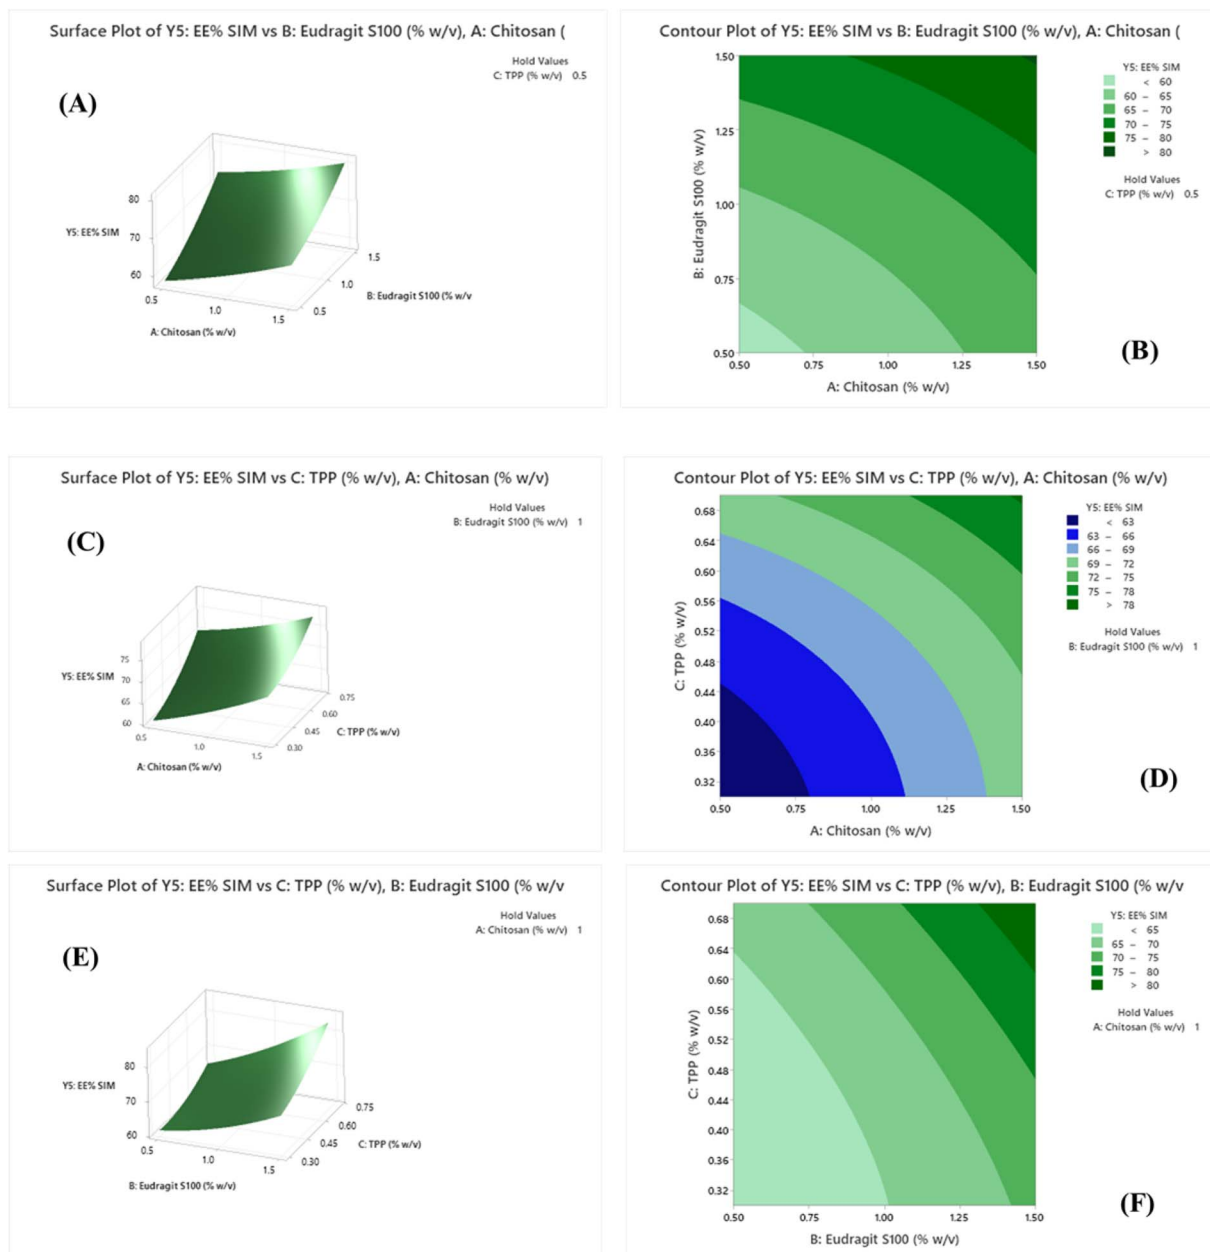 Surface Plot of Y5: EE% SIM vs B: Eudragit S100 (% w/v), A: Chitosan (
Hold Values
C: TPP (% w/v) 0.5
(A)
80
70
60
Y5: EE% SIM
0.5
1.0
1.5
A: Chitosan (% w/v)
0.5
1.0
1.5
B: Eudragit S100 (% w/v
Contour Plot of Y5: EE% SIM vs B: Eudragit S100 (% w/v), A: Chitosan (
1.50
1.25
1.00
0.75
0.50
B: Eudragit S100 (% w/v)
0.50
0.75
1.00
1.25
1.50
A: Chitosan (% w/v)
Y5: EE% SIM
< 60
60 – 65
65 – 70
70 – 75
75 – 80
> 80
Hold Values
C: TPP (% w/v) 0.5
(B)
Surface Plot of Y5: EE% SIM vs C: TPP (% w/v), A: Chitosan (% w/v)
Hold Values
B: Eudragit S100 (% w/v) 1
(C)
75
70
65
60
Y5: EE% SIM
0.5
1.0
1.5
A: Chitosan (% w/v)
0.30
0.45
0.60
0.75
C: TPP (% w/v)
Contour Plot of Y5: EE% SIM vs C: TPP (% w/v), A: Chitosan (% w/v)
0.68
0.64
0.60
0.56
0.52
0.48
0.44
0.40
0.36
0.32
C: TPP (% w/v)
0.50
0.75
1.00
1.25
1.50
A: Chitosan (% w/v)
Y5: EE% SIM
< 63
63 – 66
66 – 69
69 – 72
72 – 75
75 – 78
> 78
Hold Values
B: Eudragit S100 (% w/v) 1
(D)
Surface Plot of Y5: EE% SIM vs C: TPP (% w/v), B: Eudragit S100 (% w/v
Hold Values
A: Chitosan (% w/v) 1
(E)
80
70
60
Y5: EE% SIM
0.5
1.0
1.5
B: Eudragit S100 (% w/v)
0.30
0.45
0.60
0.75
C: TPP (% w/v)
Contour Plot of Y5: EE% SIM vs C: TPP (% w/v), B: Eudragit S100 (% w/v
0.68
0.64
0.60
0.56
0.52
0.48
0.44
0.40
0.36
0.32
C: TPP (% w/v)
0.50
0.75
1.00
1.25
1.50
B: Eudragit S100 (% w/v)
Y5: EE% SIM
< 65
65 – 70
70 – 75
75 – 80
> 80
Hold Values
A: Chitosan (% w/v) 1
(F)